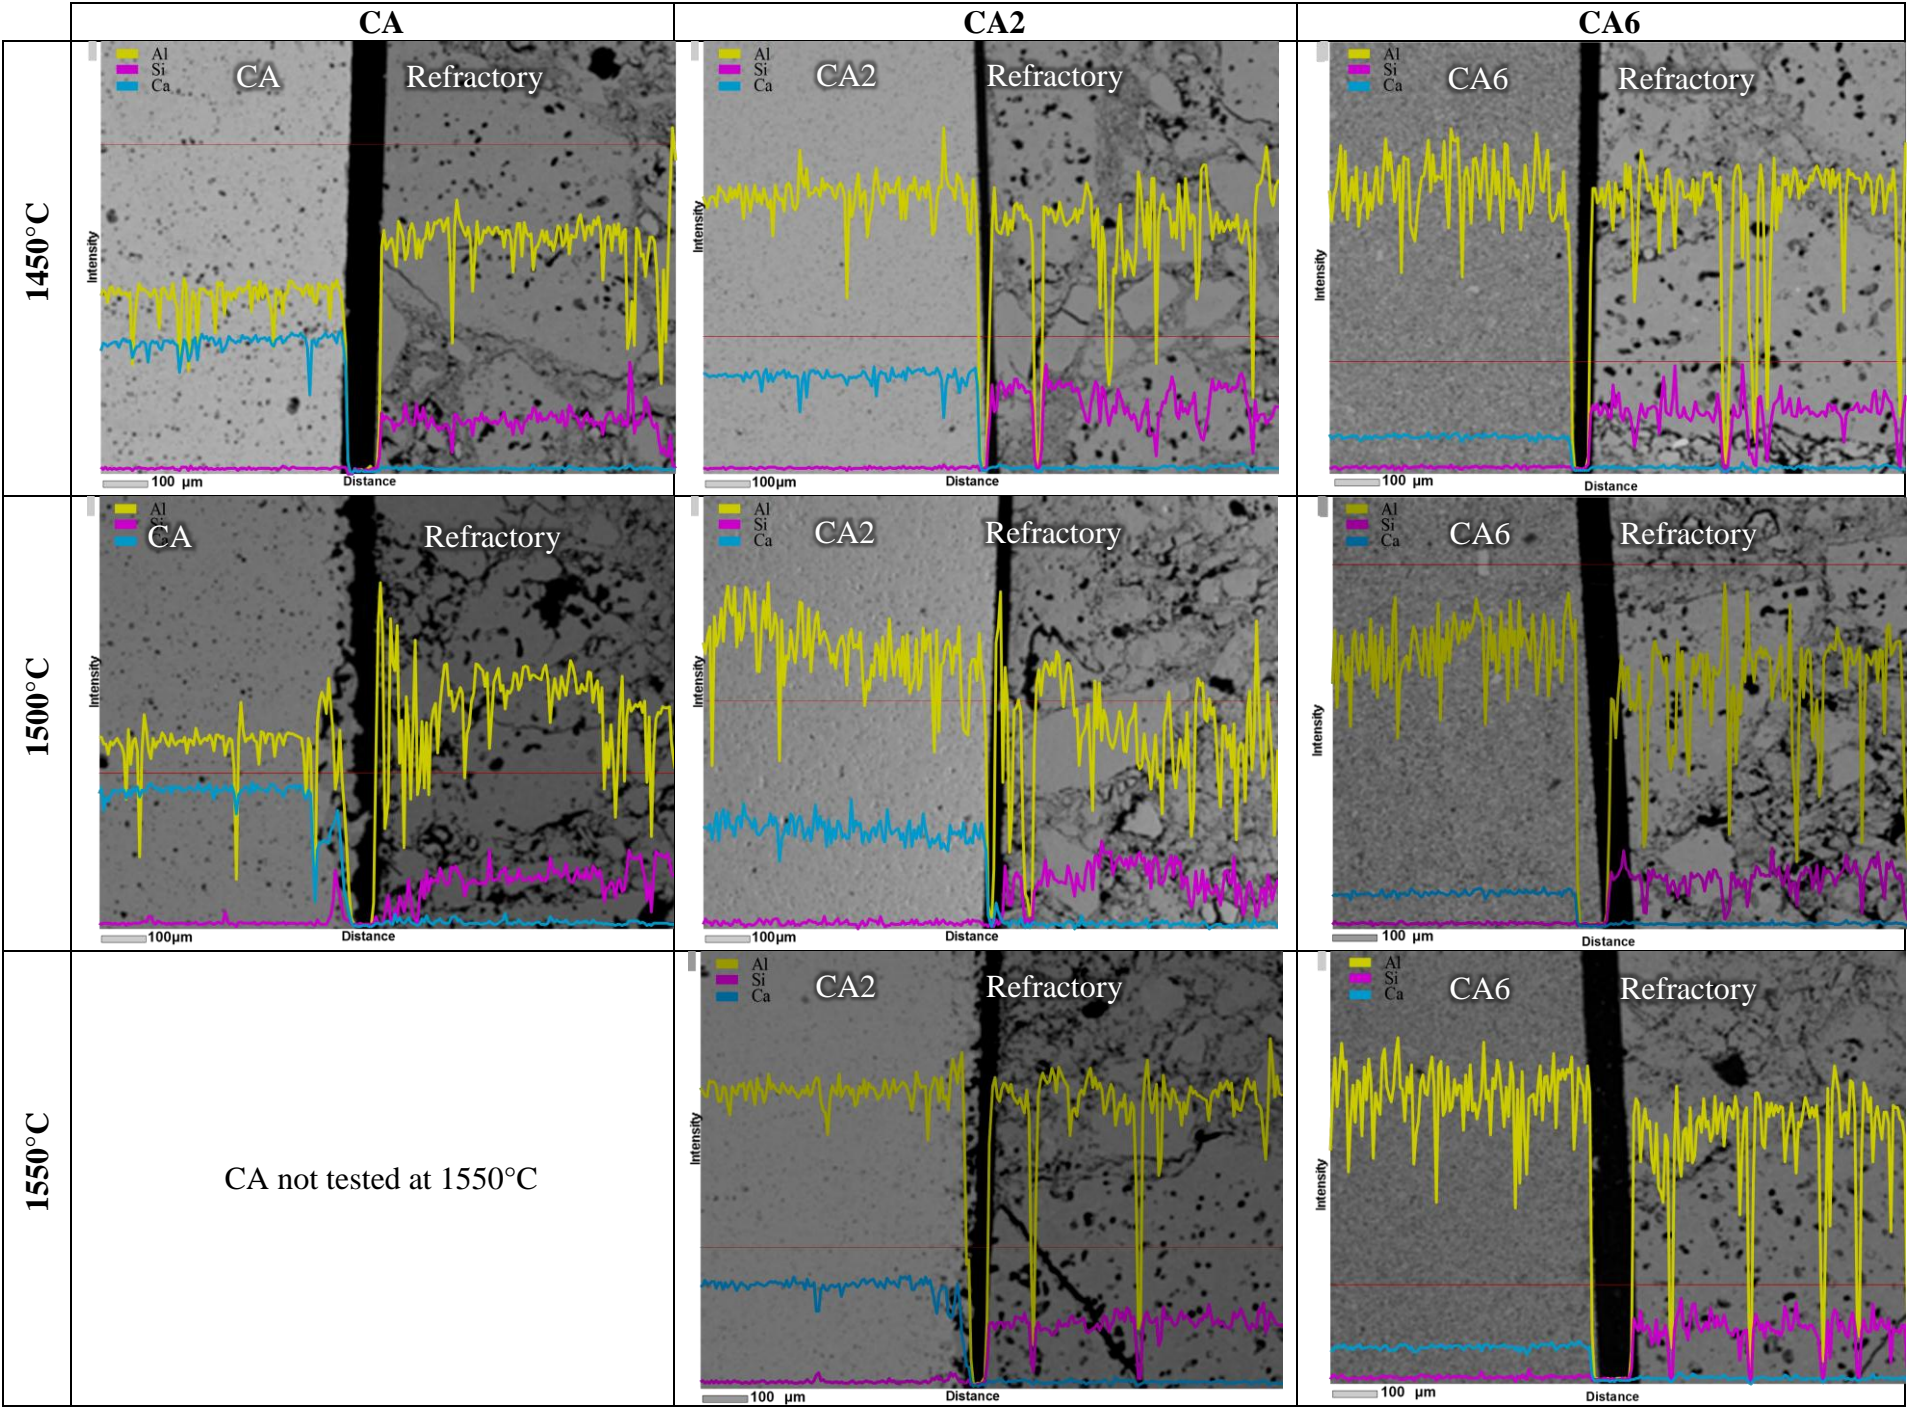 CA CA2 CA6
1450°C
Al
Si
Ca
CA Refractory
Intensity
100 µm Distance
Al
Si
Ca
CA2 Refractory
Intensity
100µm Distance
Al
Si
Ca
CA6 Refractory
Intensity
100 µm Distance
1500°C
Al
Si
Ca
CA Refractory
Intensity
100µm Distance
Al
Si
Ca
CA2 Refractory
Intensity
100µm Distance
Al
Si
Ca
CA6 Refractory
Intensity
100 µm Distance
1550°C
CA not tested at 1550°C
Al
Si
Ca
CA2 Refractory
Intensity
100 µm Distance
Al
Si
Ca
CA6 Refractory
Intensity
100 µm Distance